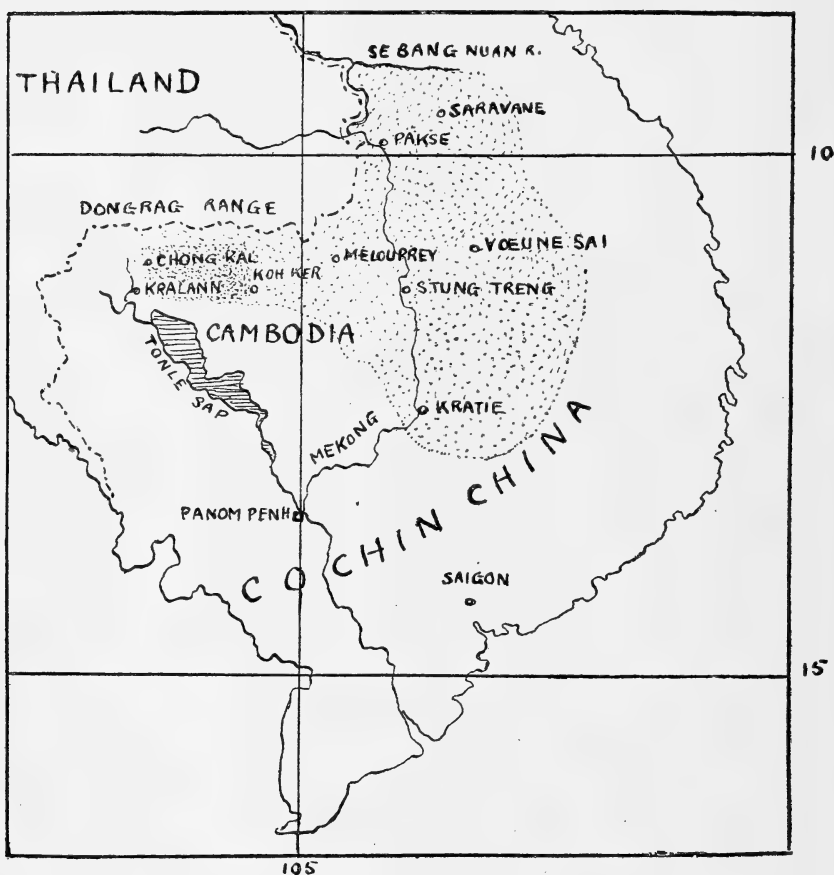 SE BANG NUAN R.
THAILAND
SARAVANE
PAKSE
10
DONGRAG RANGE
VOEUNE SAI
CHONG KAL
MELOURREY
KOH KER
KRALANN
STUNG TRENG
CAMBODIA
TONLE SAP
KRATIE
MEKONG
PANOM PENH
COCHIN CHINA
SAIGON
15
105